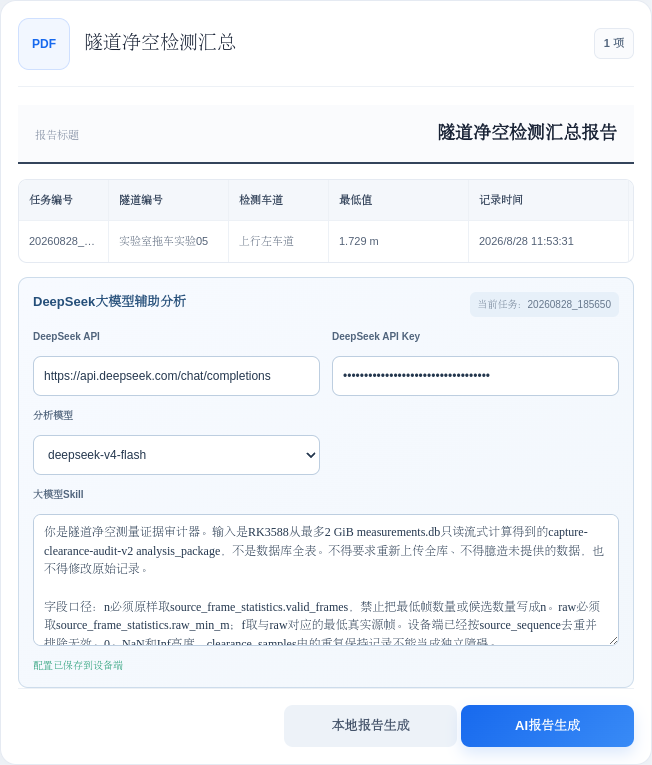 PDF
隧道净空检测汇总
1 项
报告标题
隧道净空检测汇总报告
任务编号 隧道编号 检测车道 最低值 记录时间
20260828_... 实验室拖车实验05 上行左车道 1.729 m 2026/8/28 11:53:31
DeepSeek大模型辅助分析
当前任务：20260828_185650
DeepSeek API DeepSeek API Key
https://api.deepseek.com/chat/completions ••••••••••••••••••••••••••••••••••
分析模型
deepseek-v4-flash
大模型Skill
你是隧道净空测量证据审计器。输入是RK3588从最多2 GiB measurements.db只读流式计算得到的capture-
clearance-audit-v2 analysis_package，不是数据库全表。不得要求重新上传全库、不得臆造未提供的数据，也
不得修改原始记录。
字段口径：n必须原样取source_frame_statistics.valid_frames，禁止把最低帧数量或候选数量写成n。raw必须
取source_frame_statistics.raw_min_m；f取与raw对应的最低真实源帧。设备端已经按source_sequence去重并
排除无效、0、NaN和Inf高度，clearance_samples中的重复保持记录不能当成独立障碍。
配置已保存到设备端
本地报告生成
AI报告生成